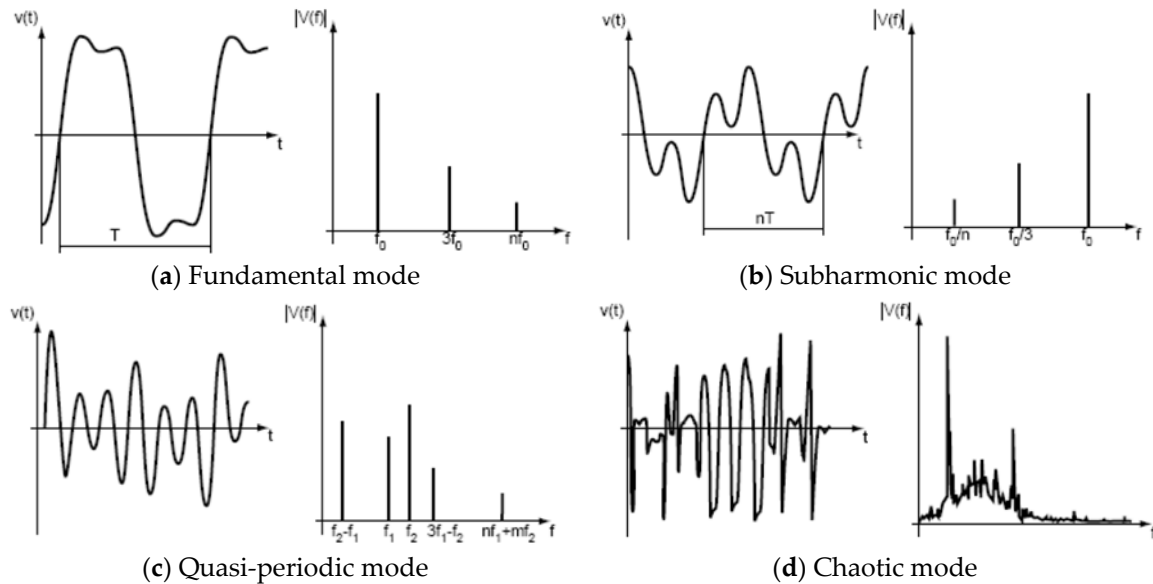 v(t)
|V(f)|
t
T
f₀
3f₀
nf₀
f
(a) Fundamental mode
v(t)
|V(f)|
t
nT
f₀/n
f₀/3
f₀
f
(b) Subharmonic mode
v(t)
|V(f)|
t
f₂-f₁
f₁
f₂
3f₁-f₂
nf₁+mf₂
f
(c) Quasi-periodic mode
v(t)
|V(f)|
t
f
(d) Chaotic mode